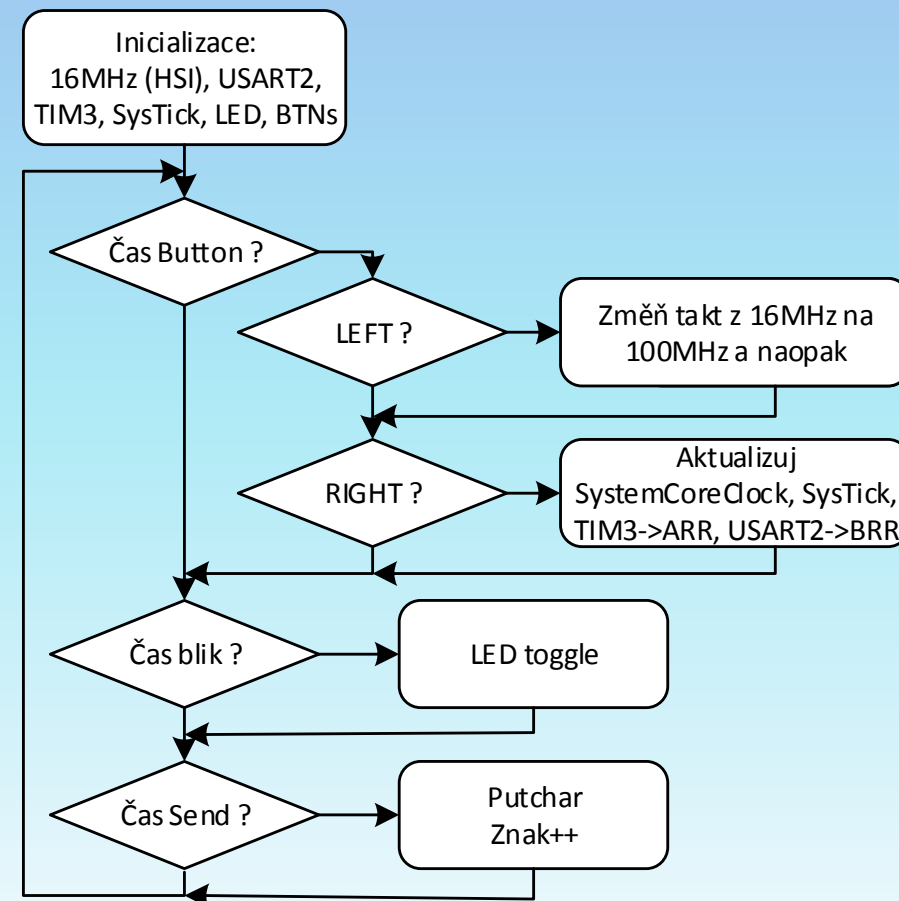 Inicializace:
16MHz (HSI), USART2,
TIM3, SysTick, LED, BTNs
Čas Button ?
LEFT ?
Změň takt z 16MHz na
100MHz a naopak
RIGHT ?
Aktualizuj
SystemCoreClock, SysTick,
TIM3->ARR, USART2->BRR
Čas blik ?
LED toggle
Čas Send ?
Putchar
Znak++